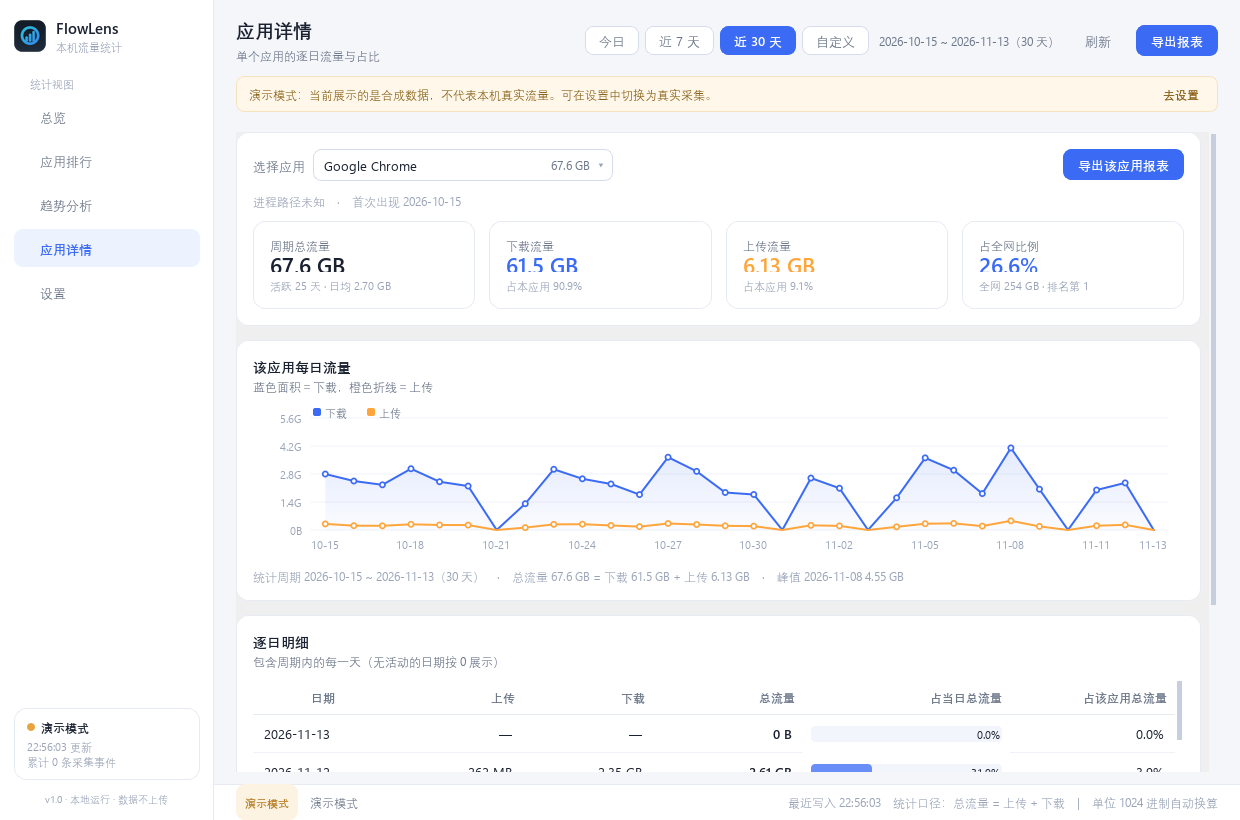 FlowLens
本机流量统计
统计视图
总览
应用排行
趋势分析
应用详情
设置
演示模式
22:56:03 更新
累计 0 条采集事件
v1.0 · 本地运行 · 数据不上传
应用详情
单个应用的逐日流量与占比
今日
近 7 天
近 30 天
自定义
2026-10-15 ~ 2026-11-13（30 天）
刷新
导出报表
演示模式：当前展示的是合成数据，不代表本机真实流量。可在设置中切换为真实采集。
去设置
选择应用
Google Chrome
67.6 GB
导出该应用报表
进程路径未知 · 首次出现 2026-10-15
周期总流量
67.6 GB
活跃 25 天 · 日均 2.70 GB
下载流量
61.5 GB
占本应用 90.9%
上传流量
6.13 GB
占本应用 9.1%
占全网比例
26.6%
全网 254 GB · 排名第 1
该应用每日流量
蓝色面积 = 下载，橙色折线 = 上传
下载 上传
5.6G
4.2G
2.8G
1.4G
0B
10-15 10-18 10-21 10-24 10-27 10-30 11-02 11-05 11-08 11-11 11-13
统计周期 2026-10-15 ~ 2026-11-13（30 天） · 总流量 67.6 GB = 下载 61.5 GB + 上传 6.13 GB · 峰值 2026-11-08 4.55 GB
逐日明细
包含周期内的每一天（无活动的日期按 0 展示）
日期 上传 下载 总流量 占当日总流量 占该应用总流量
2026-11-13 — — 0 B 0.0% 0.0%
2026-11-12 262 MB 2.35 GB 2.61 GB 31.9% 3.9%
演示模式
演示模式
最近写入 22:56:03 统计口径：总流量 = 上传 + 下载 | 单位 1024 进制自动换算